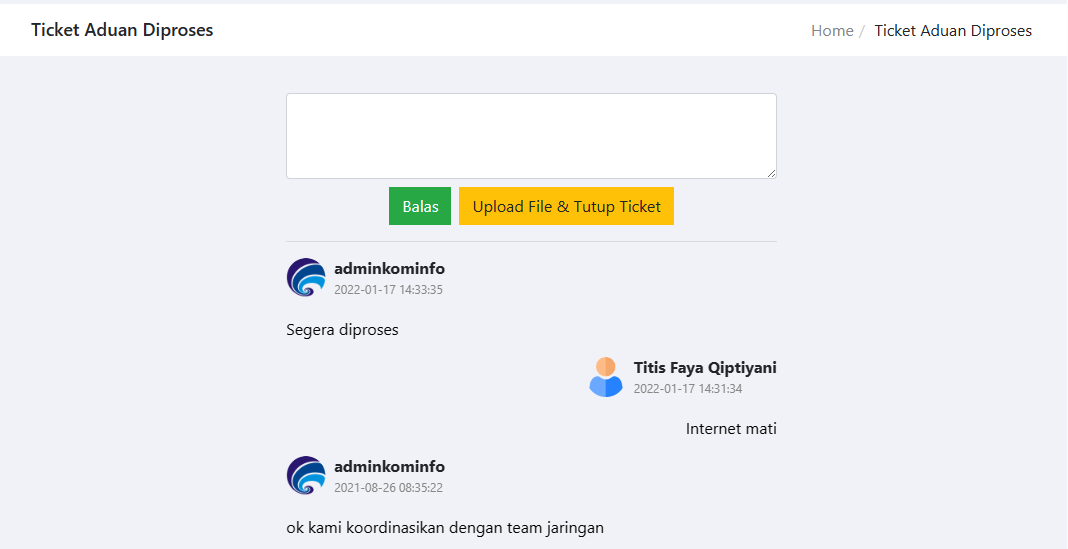 Ticket Aduan Diproses
Home / Ticket Aduan Diproses
Balas
Upload File & Tutup Ticket
adminkominfo
2022-01-17 14:33:35
Segera diproses
Titis Faya Qiptiyani
2022-01-17 14:31:34
Internet mati
adminkominfo
2021-08-26 08:35:22
ok kami koordinasikan dengan team jaringan